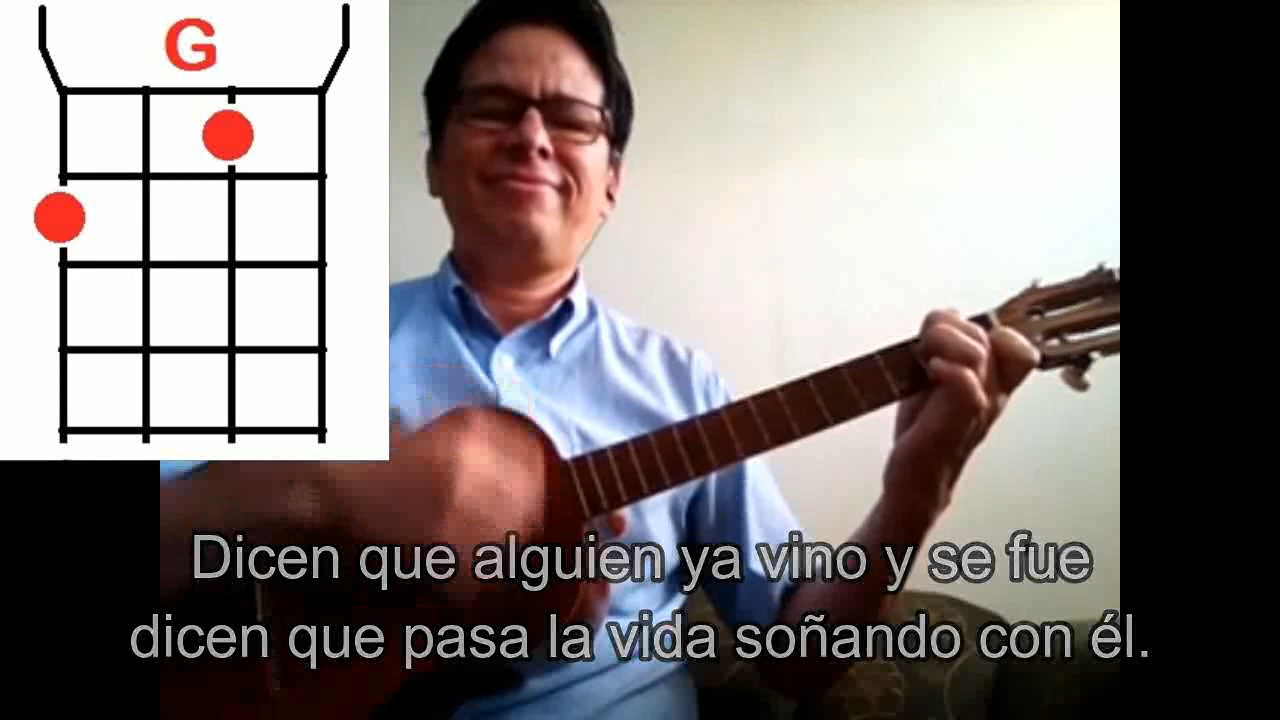 G
Dicen que alguien ya vino y se fue
dicen que pasa la vida soñando con él.